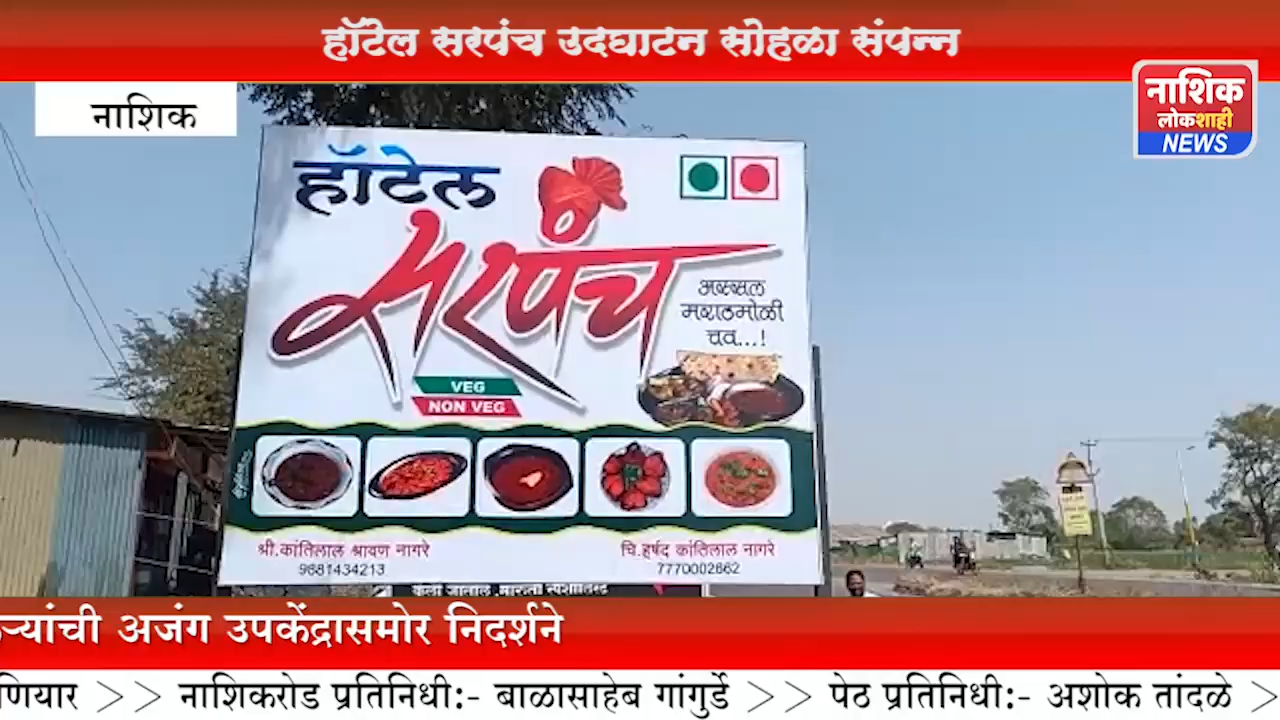 हॉटेल सरपंच उदघाटन सोहळा संपन्न
नाशिक
नाशिक
लोकशाही
NEWS
हॉटेल
सरपंच
अस्सल
मराठमोळी
चव...!
VEG
NON VEG
श्री.कांतिलाल श्रावण नागरे
9681434213
चि.हर्षद कांतिलाल नागरे
7770002662
ऱ्यांची अजंग उपकेंद्रासमोर निदर्शने
णियार >> नाशिकरोड प्रतिनिधी:- बाळासाहेब गांगुर्डे >> पेठ प्रतिनिधी:- अशोक तांदळे >